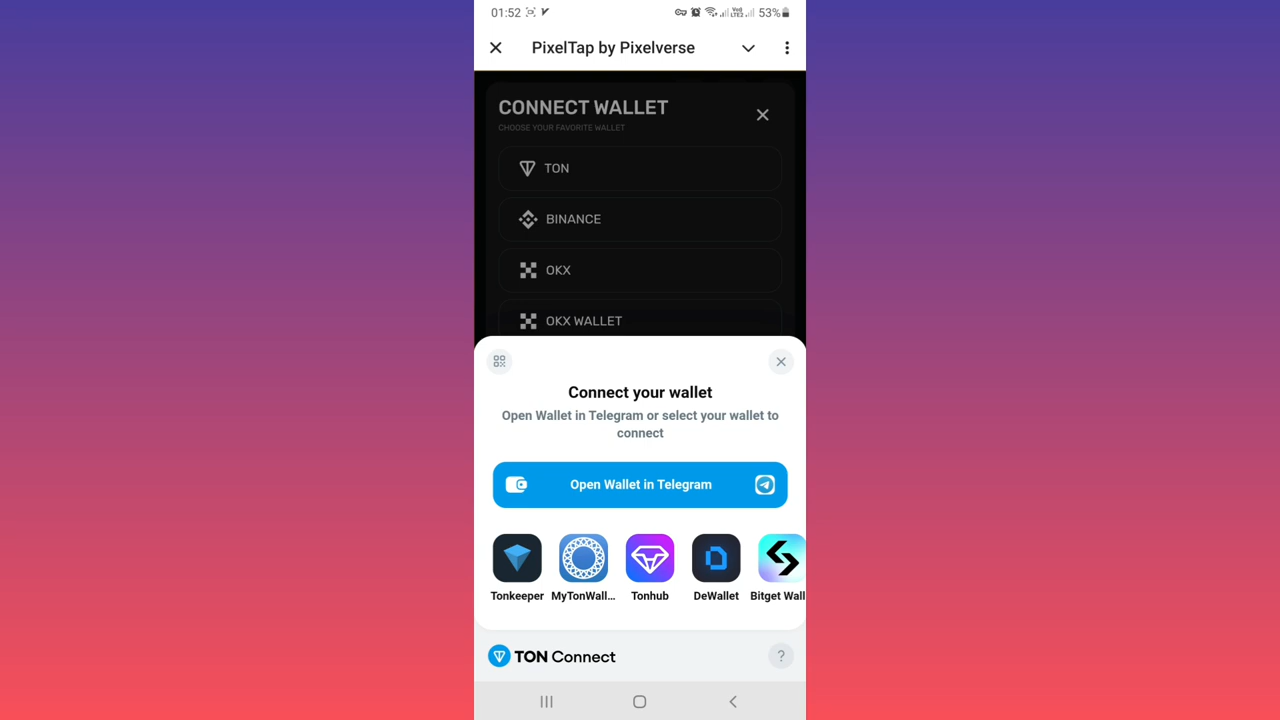 01:52
Vo) LTE2 53%
PixelTap by Pixelverse
CONNECT WALLET
CHOOSE YOUR FAVORITE WALLET
TON
BINANCE
OKX
OKX WALLET
Connect your wallet
Open Wallet in Telegram or select your wallet to
connect
Open Wallet in Telegram
Tonkeeper MyTonWall... Tonhub DeWallet Bitget Wall
TON Connect
?